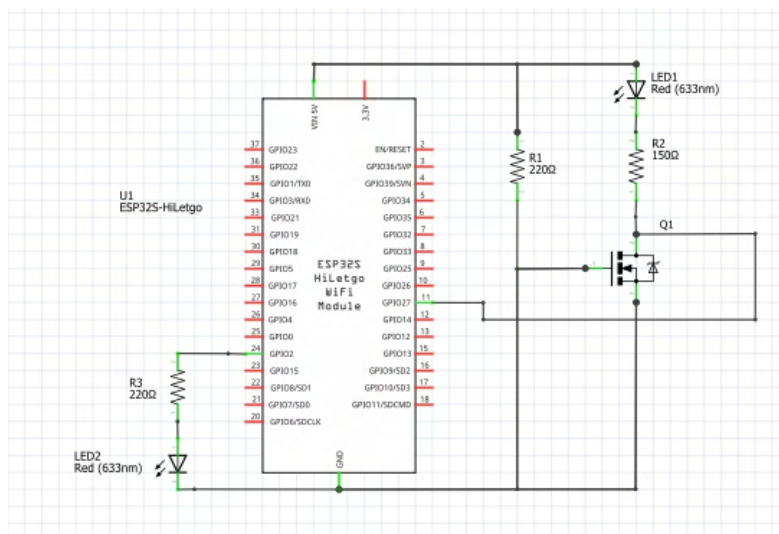 LED1
Red (633nm)
R2
150Ω
R1
220Ω
Q1
1
VIN 5V
3.3V
U1
ESP32S-HiLetgo
ESP32S
HiLetgo
WiFi
Module
37 GPIO23
36 GPIO22
35 GPIO1/TX0
34 GPIO3/RX0
33 GPIO21
31 GPIO19
30 GPIO18
29 GPIO5
28 GPIO17
27 GPIO16
26 GPIO4
25 GPIO0
24 GPIO2
23 GPIO15
22 GPIO8/SD1
21 GPIO7/SD0
20 GPIO6/SDCLK
EN/RESET 2
GPIO36/SVP 3
GPIO39/SVN 4
GPIO34 5
GPIO35 6
GPIO32 7
GPIO33 8
GPIO25 9
GPIO26 10
GPIO27 11
GPIO14 12
GPIO12 13
GPIO13 15
GPIO9/SD2 16
GPIO10/SD3 17
GPIO11/SDCMD 18
GND
R3
220Ω
LED2
Red (633nm)